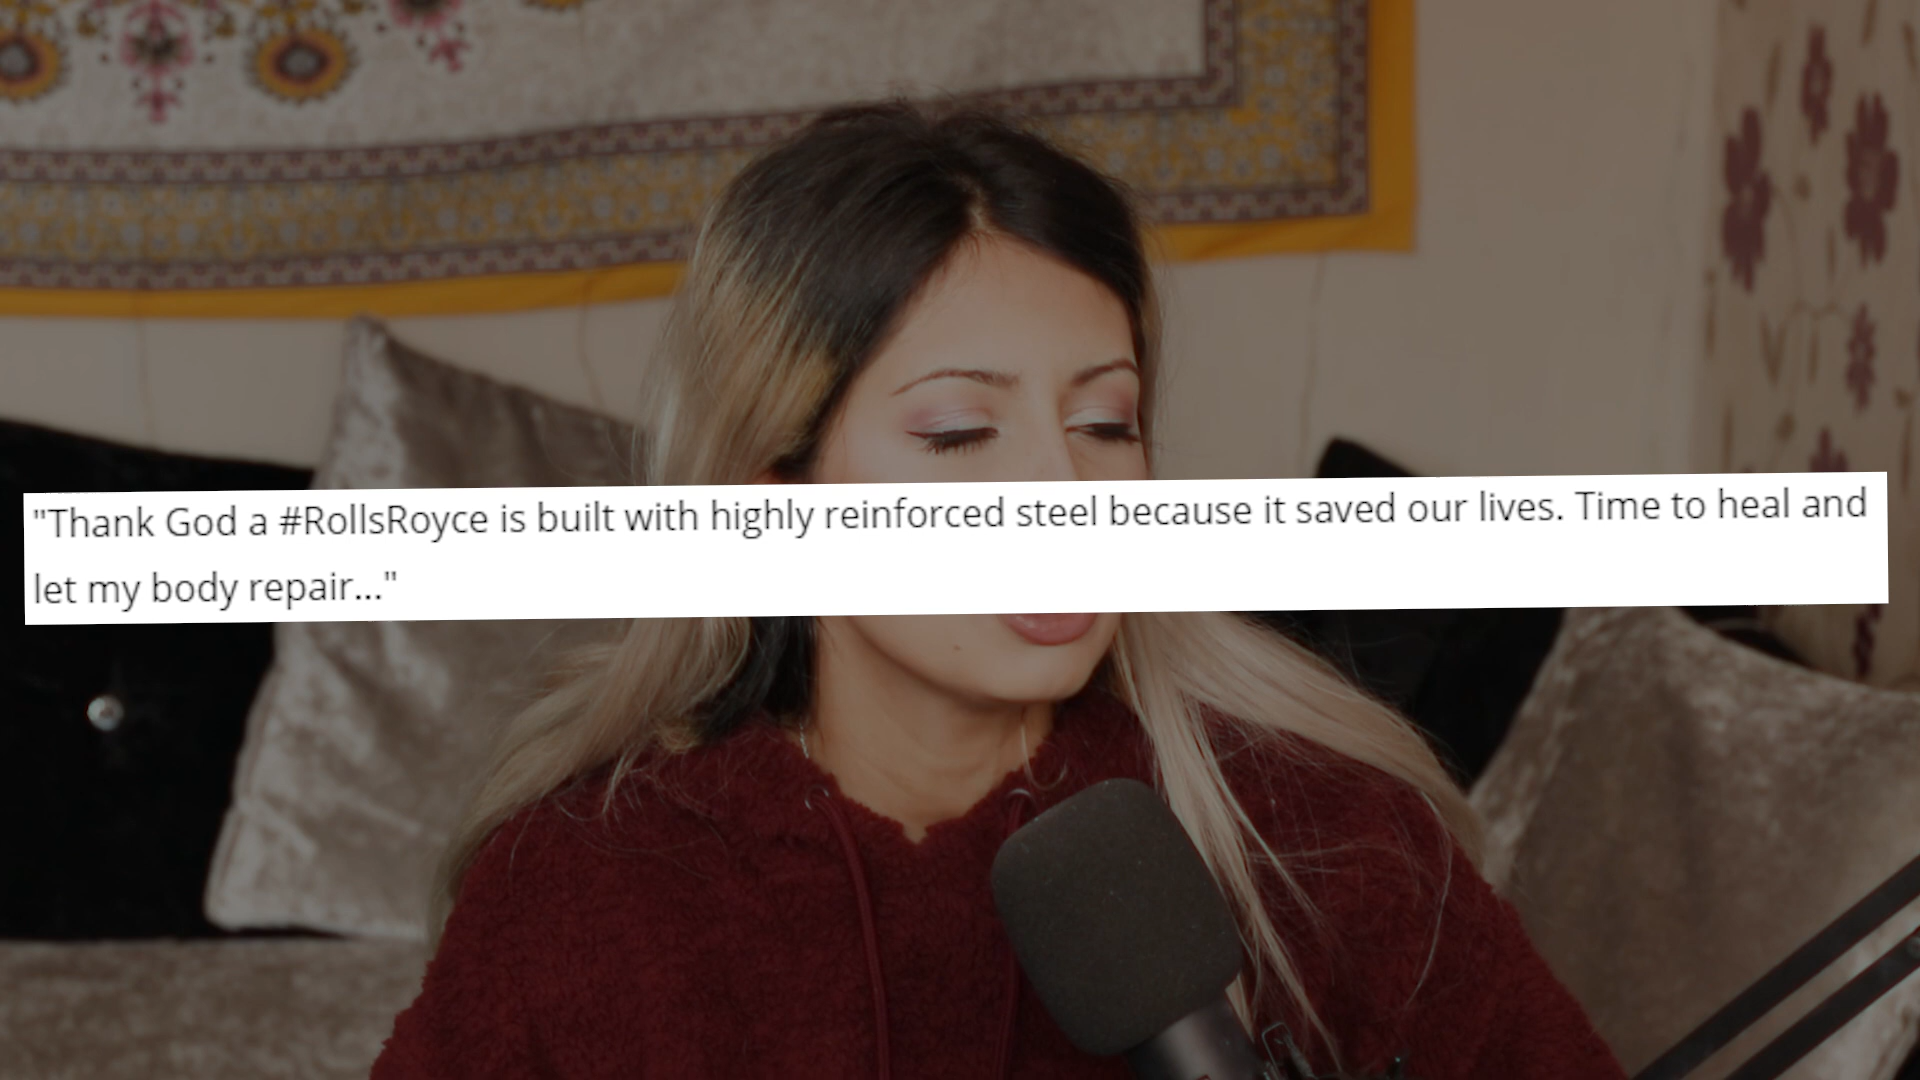 "Thank God a #RollsRoyce is built with highly reinforced steel because it saved our lives. Time to heal and
let my body repair..."